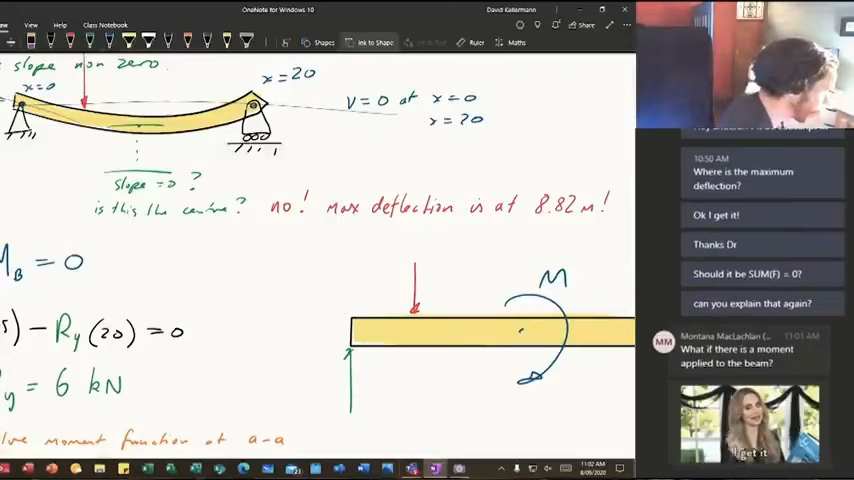 OneNote for Windows 10
David Kellermann
View
Help
Class Notebook
Share
Shapes
Ink to Shape
Ruler
Maths
slope non zero.
x=0
x=20
V=0 at x=0
x=20
slope=0?
is this the centre? no! max deflection is at 8.82 m!
M_B = 0
) − Ry (20) = 0
y = 6 kN
moment function at a-a
M
10:50 AM
Where is the maximum deflection?
Ok I get it!
Thanks Dr
Should it be SUM(F) = 0?
can you explain that again?
MM
Montana MacLachlan (... 11:01 AM
What if there is a moment applied to the beam?
I get it
11:02 AM
8/09/2020